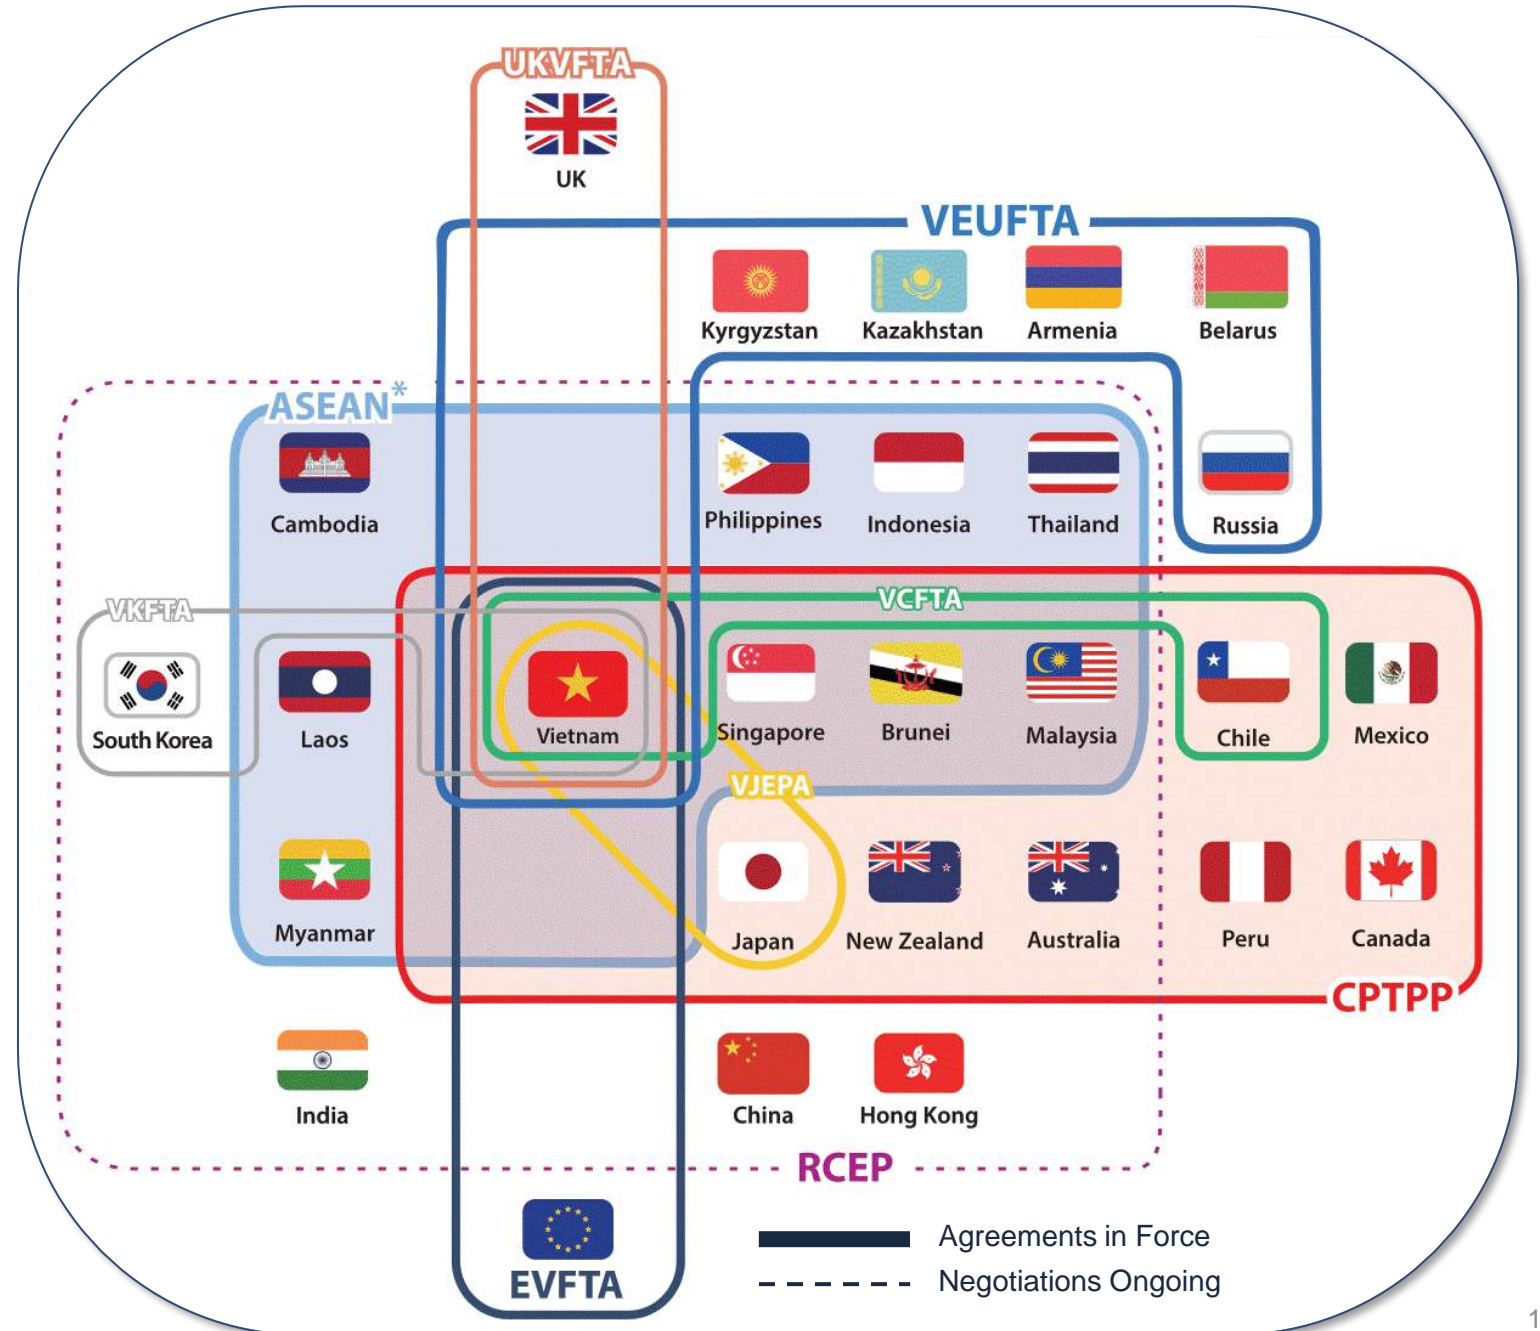 UKVFTA
UK
VEUFTA
Kyrgyzstan
Kazakhstan
Armenia
Belarus
ASEAN*
Cambodia
Philippines
Indonesia
Thailand
Russia
VKFTA
VCFTA
South Korea
Laos
Vietnam
Singapore
Brunei
Malaysia
Chile
Mexico
VJEPA
Myanmar
Japan
New Zealand
Australia
Peru
Canada
CPTPP
India
China
Hong Kong
RCEP
EVFTA
Agreements in Force
Negotiations Ongoing
1